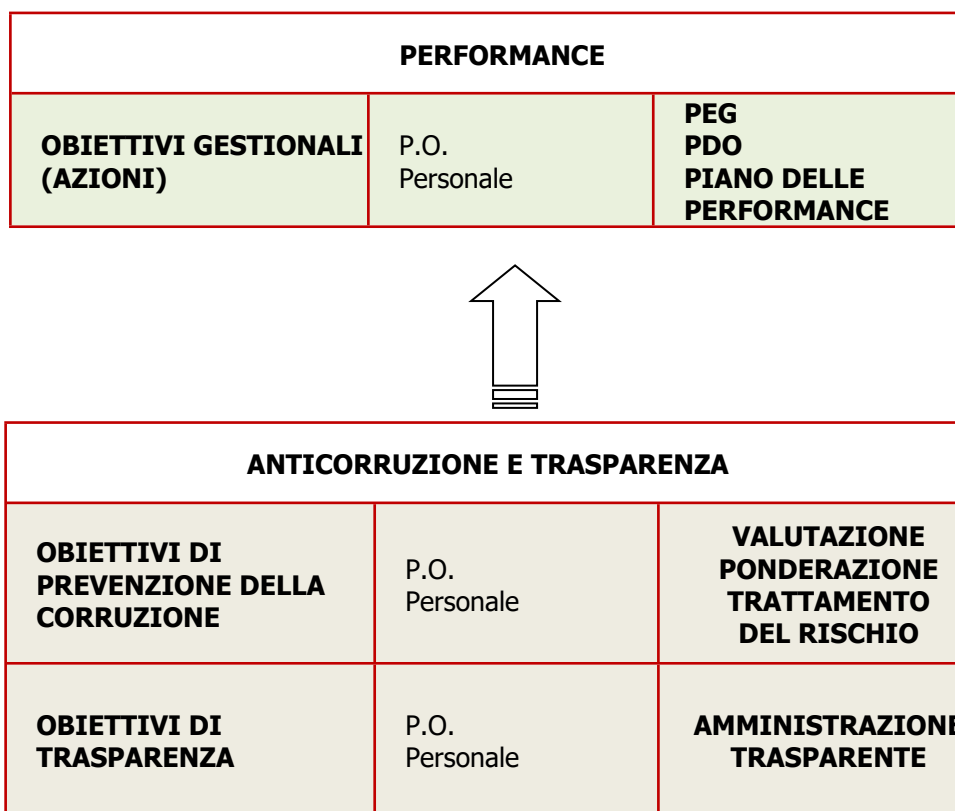 PERFORMANCE
OBIETTIVI GESTIONALI
(AZIONI)
P.O.
Personale
PEG
PDO
PIANO DELLE
PERFORMANCE
ANTICORRUZIONE E TRASPARENZA
OBIETTIVI DI
PREVENZIONE DELLA
CORRUZIONE
P.O.
Personale
VALUTAZIONE
PONDERAZIONE
TRATTAMENTO
DEL RISCHIO
OBIETTIVI DI
TRASPARENZA
P.O.
Personale
AMMINISTRAZIONE
TRASPARENTE